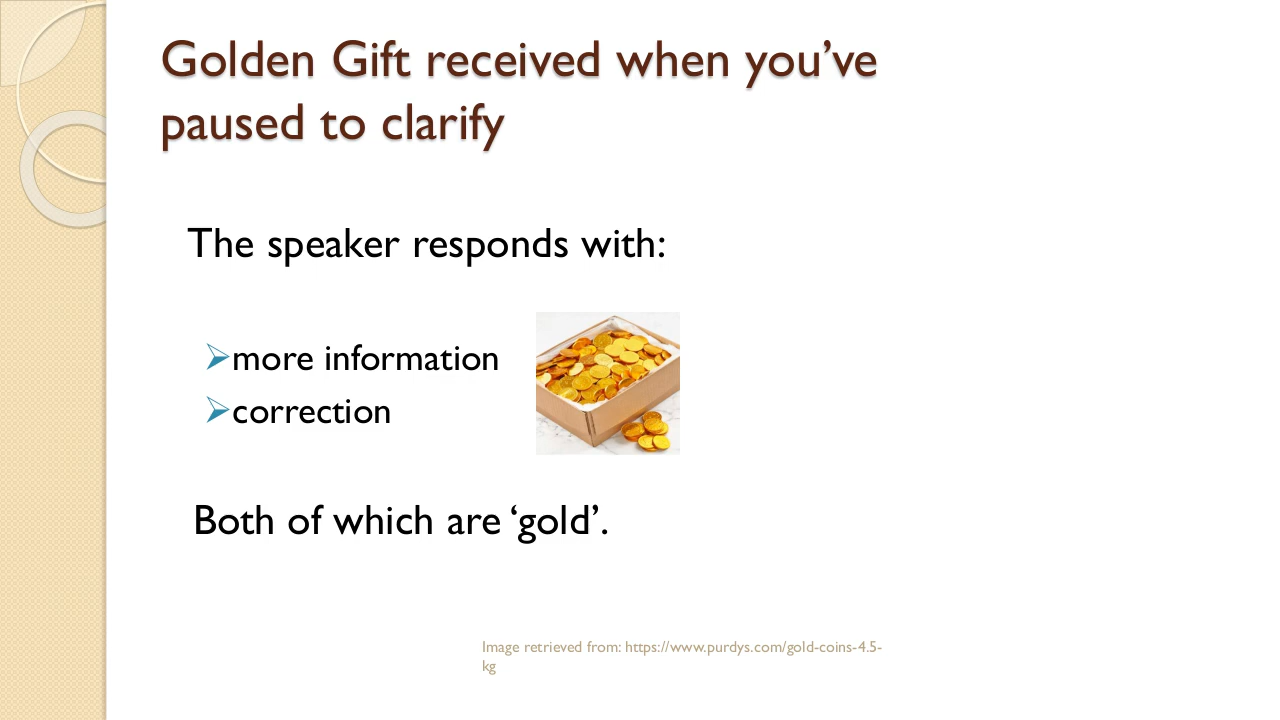 Golden Gift received when you’ve
paused to clarify
The speaker responds with:
more information
correction
Both of which are ‘gold’.
Image retrieved from: https://www.purdys.com/gold-coins-4.5-
kg